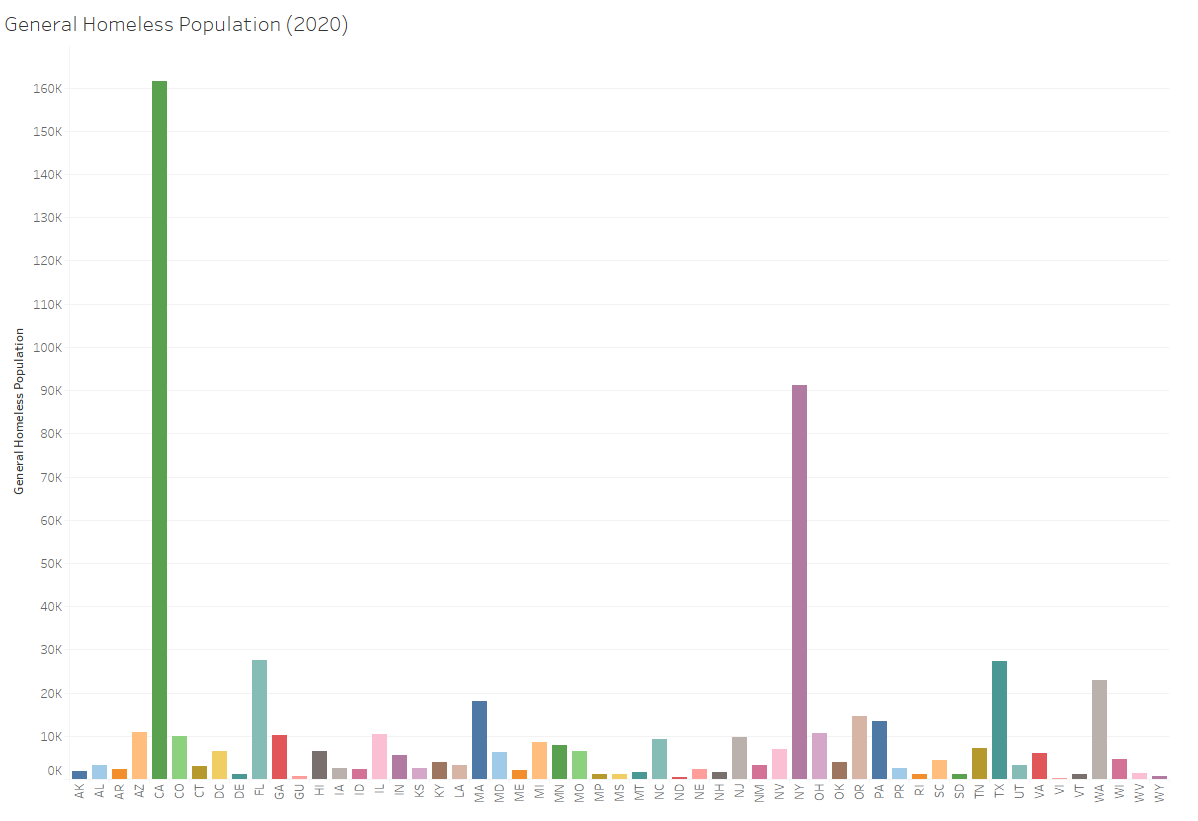 General Homeless Population (2020)
General Homeless Population
160K
150K
140K
130K
120K
110K
100K
90K
80K
70K
60K
50K
40K
30K
20K
10K
0K
AK AL AR AZ CA CO CT DC DE FL GA GU HI IA ID IL IN KS KY LA MA MD ME MI MN MO MP MS MT NC ND NE NH NJ NM NV NY OH OK OR PA PR RI SC SD TN TX UT VA VI VT WA WI WV WY